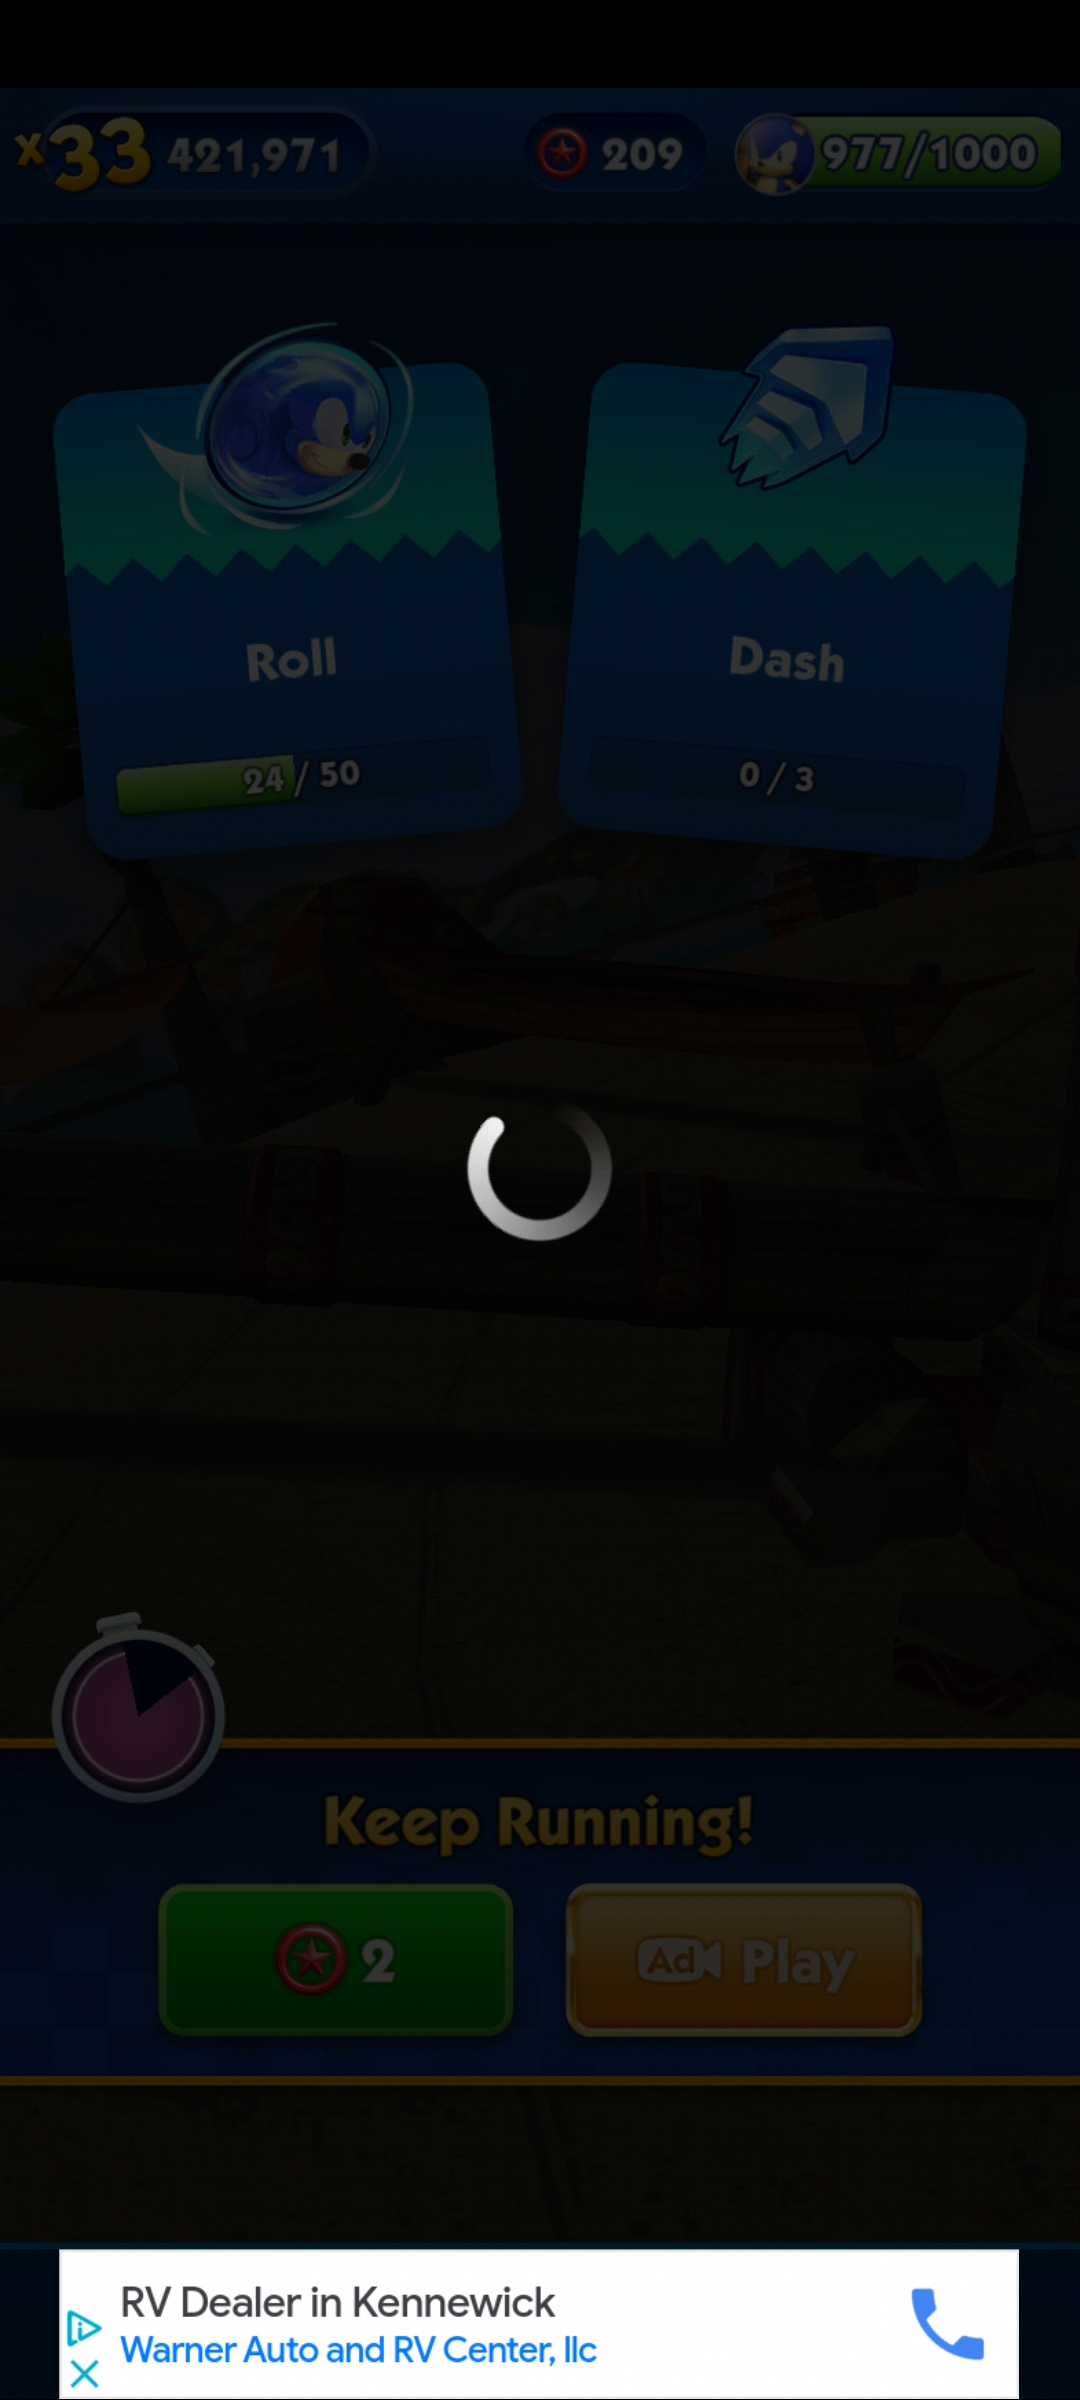 x33 421,971 209 977/1000
Roll Dash
24 / 50 0 / 3
Keep Running!
2 Ad Play
RV Dealer in Kennewick
Warner Auto and RV Center, llc